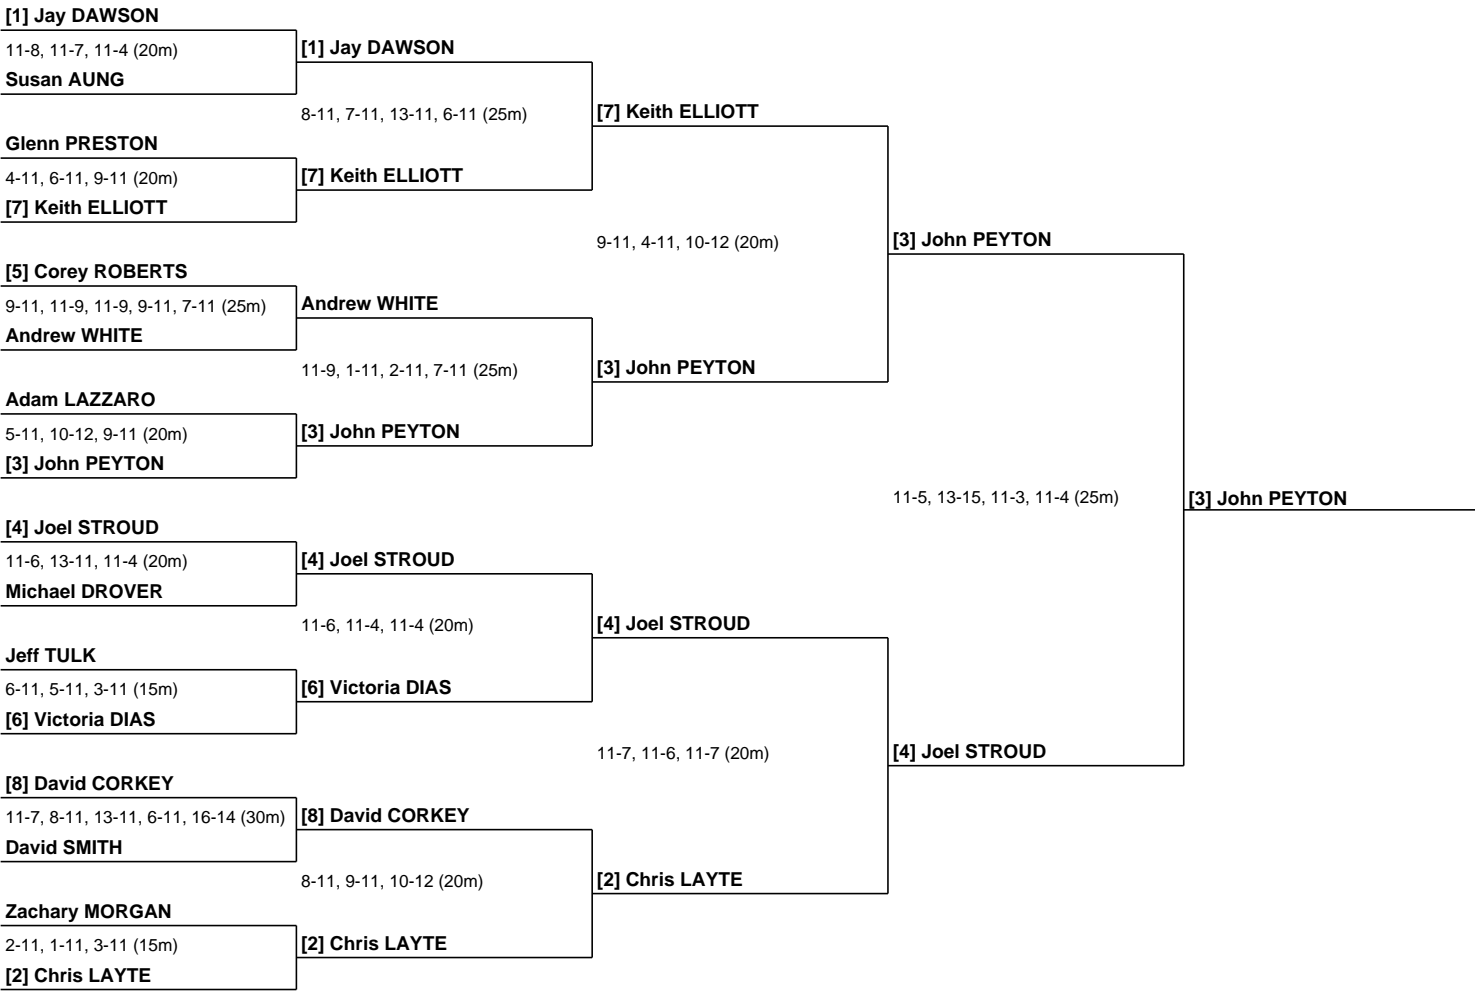 [1] Jay DAWSON
11-8, 11-7, 11-4 (20m)
Susan AUNG
Glenn PRESTON
4-11, 6-11, 9-11 (20m)
[7] Keith ELLIOTT
[5] Corey ROBERTS
9-11, 11-9, 11-9, 9-11, 7-11 (25m)
Andrew WHITE
Adam LAZZARO
5-11, 10-12, 9-11 (20m)
[3] John PEYTON
[4] Joel STROUD
11-6, 13-11, 11-4 (20m)
Michael DROVER
Jeff TULK
6-11, 5-11, 3-11 (15m)
[6] Victoria DIAS
[8] David CORKEY
11-7, 8-11, 13-11, 6-11, 16-14 (30m)
David SMITH
Zachary MORGAN
2-11, 1-11, 3-11 (15m)
[2] Chris LAYTE
[1] Jay DAWSON
8-11, 7-11, 13-11, 6-11 (25m)
[7] Keith ELLIOTT
Andrew WHITE
11-9, 1-11, 2-11, 7-11 (25m)
[3] John PEYTON
[4] Joel STROUD
11-6, 11-4, 11-4 (20m)
[6] Victoria DIAS
[8] David CORKEY
8-11, 9-11, 10-12 (20m)
[2] Chris LAYTE
[7] Keith ELLIOTT
9-11, 4-11, 10-12 (20m)
[3] John PEYTON
[4] Joel STROUD
11-7, 11-6, 11-7 (20m)
[2] Chris LAYTE
[3] John PEYTON
11-5, 13-15, 11-3, 11-4 (25m)
[4] Joel STROUD
[3] John PEYTON